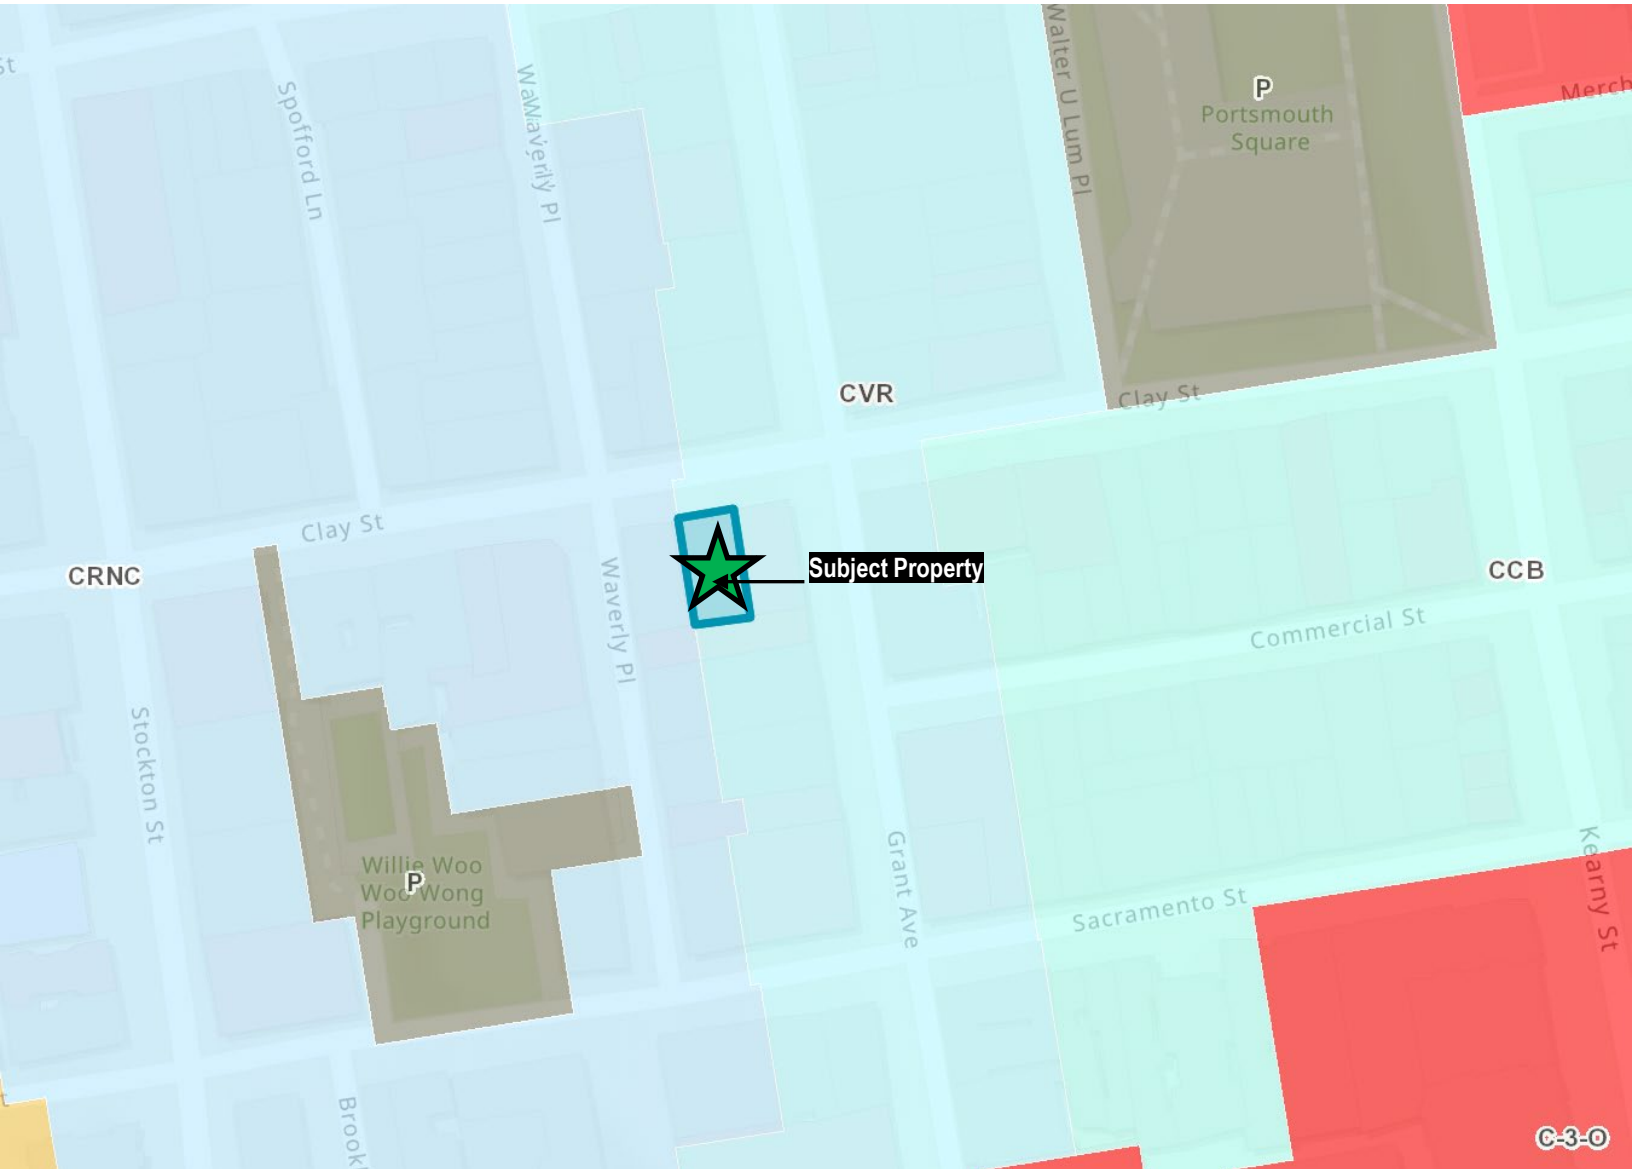 St
Spofford Ln
Waverly Pl
Walter U Lum Pl
P
Portsmouth
Square
Merch
CVR
Clay St
Clay St
CRNC
Subject Property
CCB
Waverly Pl
Commercial St
Stockton St
Grant Ave
Kearny St
Willie Woo
P
Woo Wong
Playground
Sacramento St
Brook
C-3-O